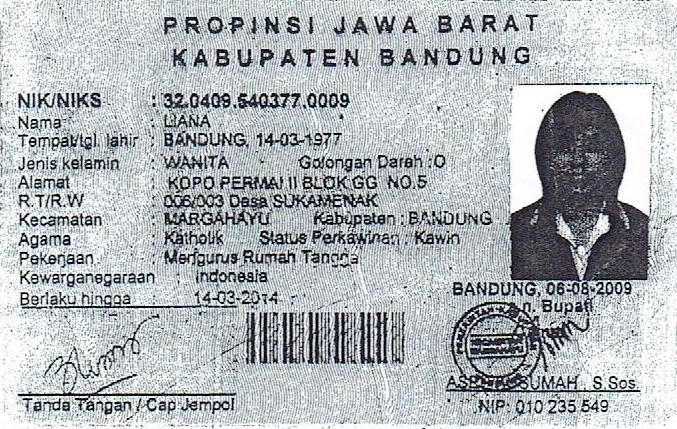 PROPINSI JAWA BARAT
KABUPATEN BANDUNG
NIK/NIKS : 32.0409.540377.0009
Nama : LIANA
Tempat/tgl. lahir : BANDUNG, 14-03-1977
Jenis kelamin : WANITA Golongan Darah :O
Alamat : KOPO PERMAI II BLOK GG NO.5
R.T/R.W : 006/003 Desa SUKAMENAK
Kecamatan : MARGAHAYU Kabupaten : BANDUNG
Agama : Katholik Status Perkawinan : Kawin
Pekerjaan : Mengurus Rumah Tangga
Kewarganegaraan : Indonesia
Berlaku hingga : 14-03-2014
BANDUNG, 06-08-2009
n. Bupati
SUMAH, S.Sos.
Tanda Tangan / Cap Jempol
NIP: 010 235 549